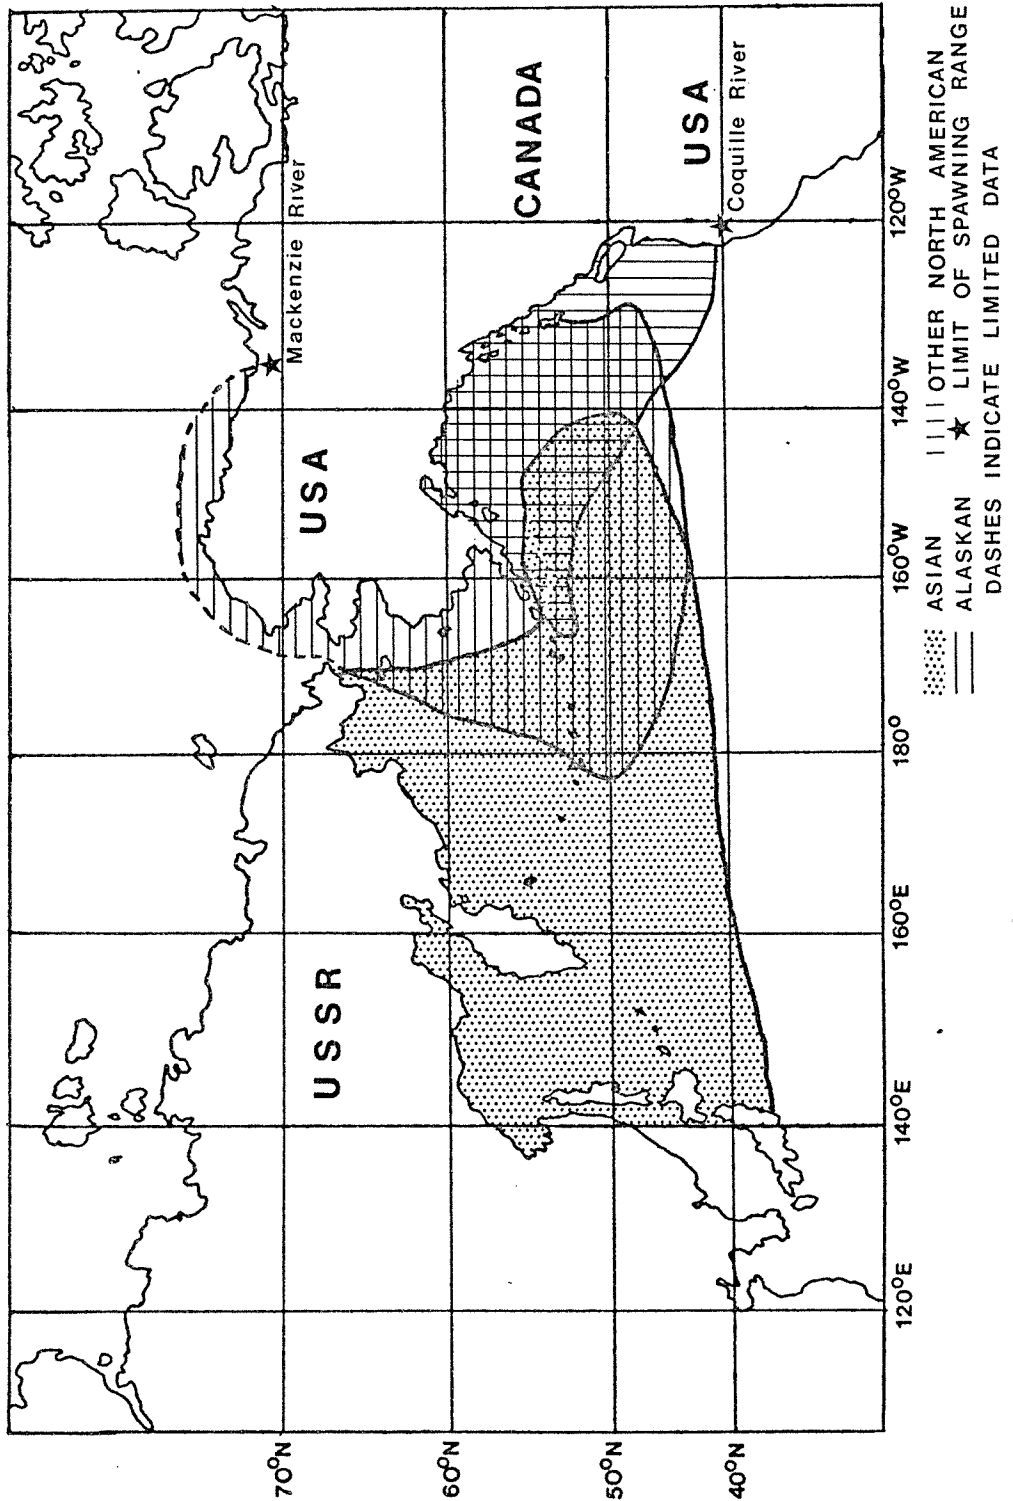 Mackenzie River
USA
CANADA
USA
Coquille River
USSR
70°N
60°N
50°N
40°N
120°E
140°E
160°E
180°
160°W
140°W
120°W
ASIAN
OTHER NORTH AMERICAN
ALASKAN
LIMIT OF SPAWNING RANGE
DASHES INDICATE LIMITED DATA